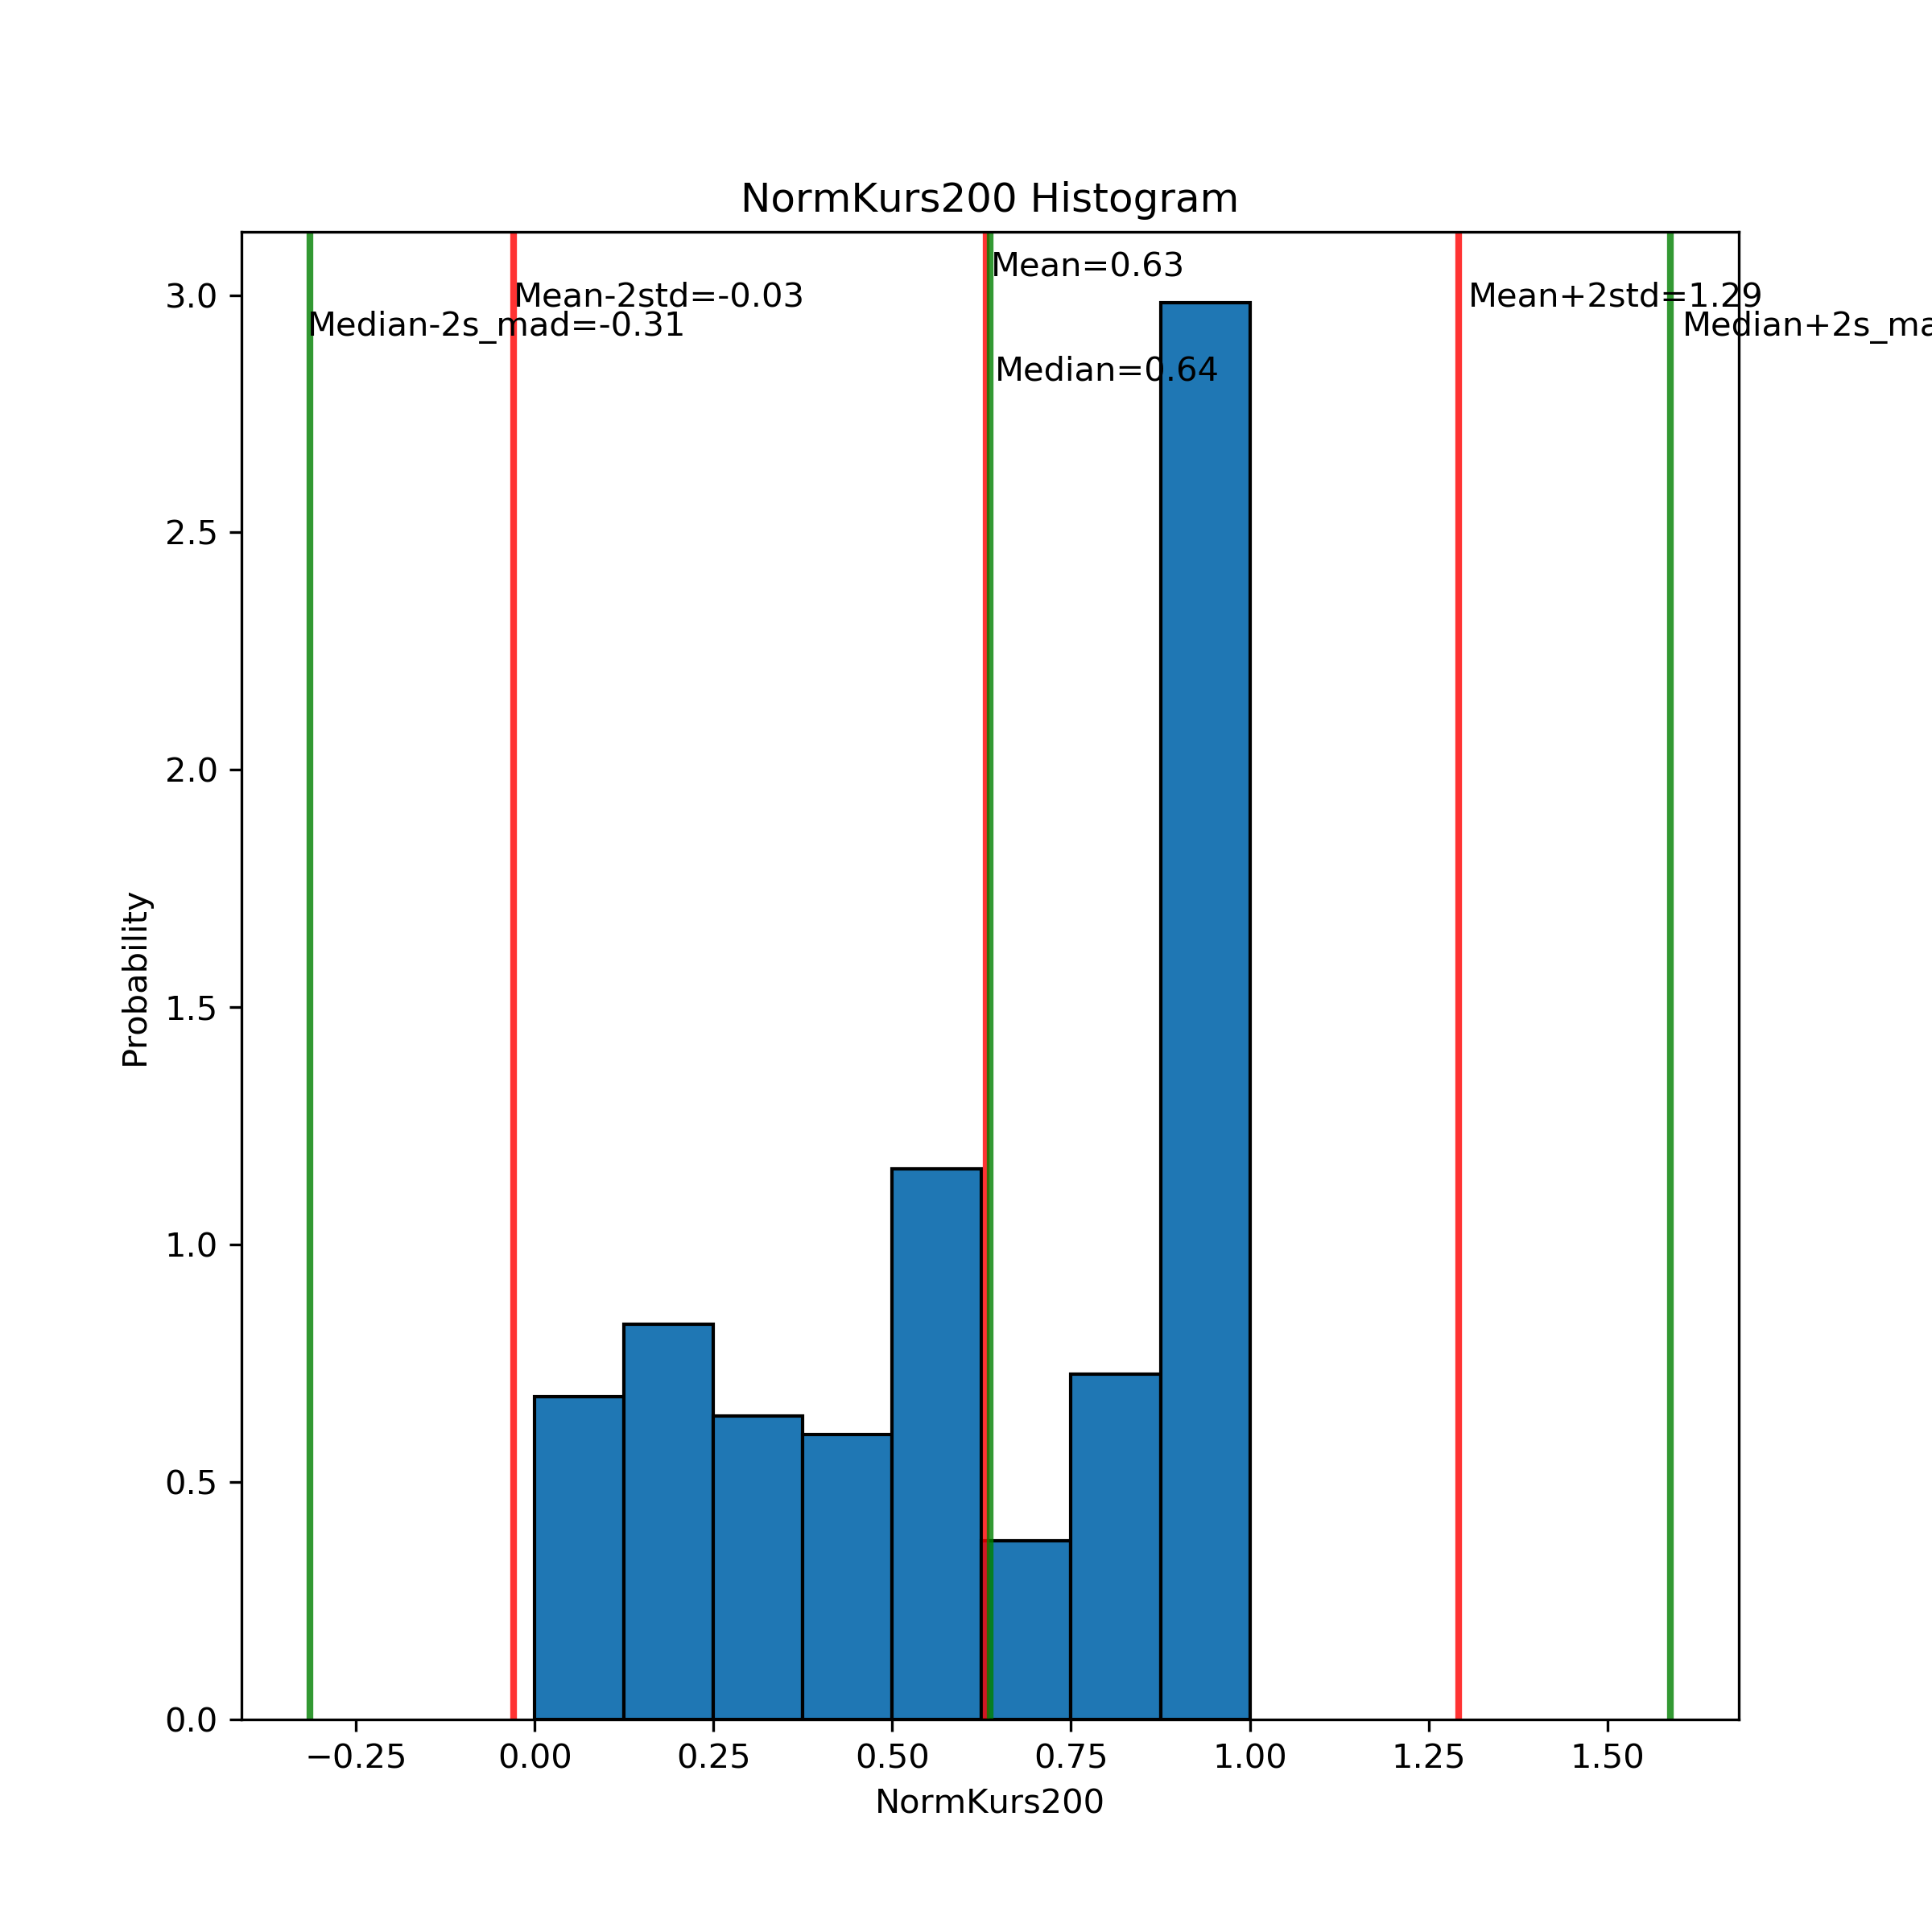 NormKurs200 Histogram
Mean=0.63
Mean-2std=-0.03
Mean+2std=1.29
Median-2s_mad=-0.31
Median=0.64
3.0
2.5
2.0
1.5
1.0
0.5
0.0
Probability
−0.25
0.00
0.25
0.50
0.75
1.00
1.25
1.50
NormKurs200